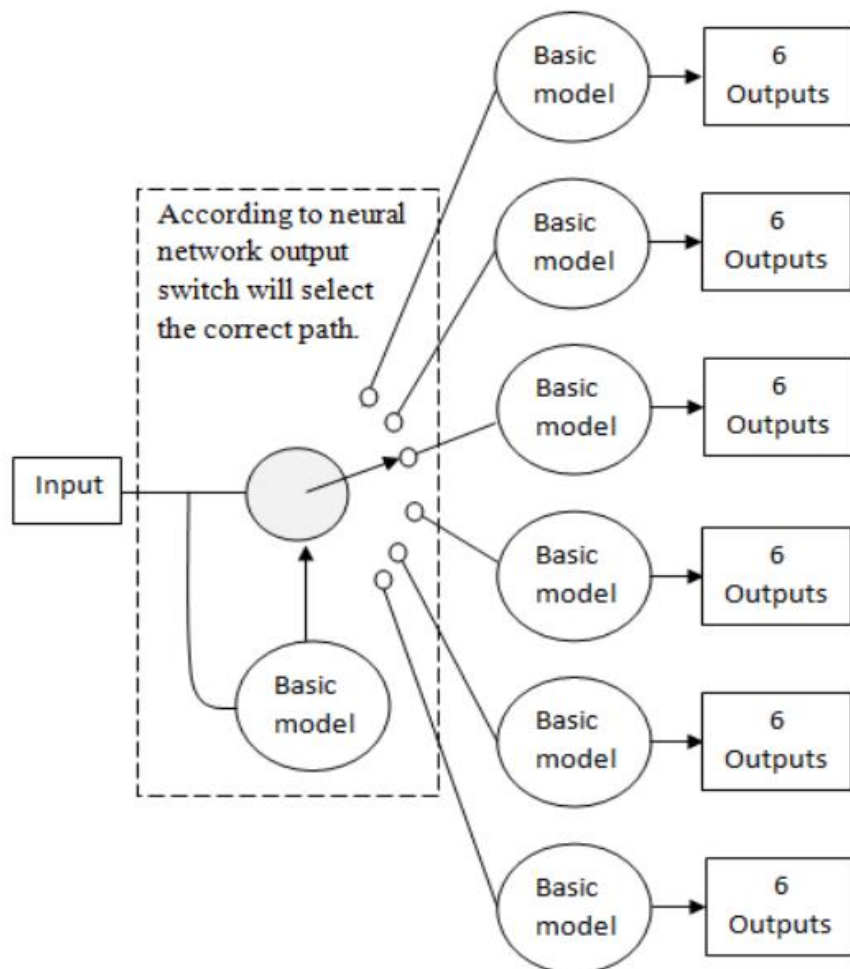 Basic
model
6
Outputs
According to neural
network output
switch will select
the correct path.
Basic
model
6
Outputs
Basic
model
6
Outputs
Input
Basic
model
6
Outputs
Basic
model
Basic
model
6
Outputs
Basic
model
6
Outputs